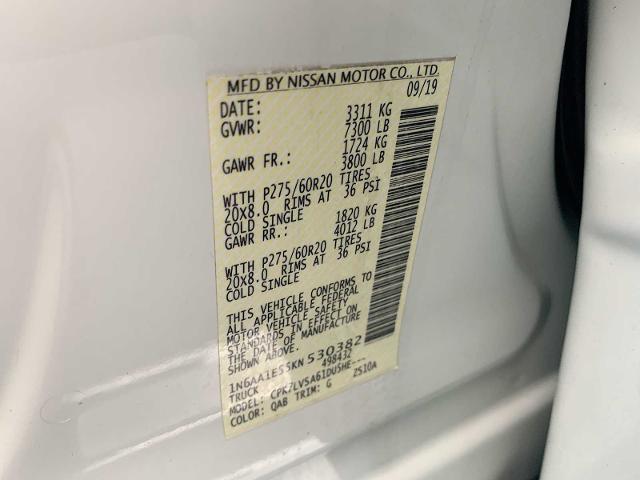 MFD BY NISSAN MOTOR CO., LTD.
09/19
DATE: 3311 KG
GVWR: 7300 LB
1724 KG
GAWR FR.: 3800 LB
WITH P275/60R20 TIRES,
20X8.0 RIMS AT 36 PSI
COLD SINGLE 1820 KG
GAWR RR.: 4012 LB
WITH P275/60R20 TIRES
20X8.0 RIMS AT 36 PSI
COLD SINGLE
THIS VEHICLE CONFORMS TO
ALL APPLICABLE FEDERAL
MOTOR VEHICLE SAFETY
STANDARDS IN EFFECT ON
THE DATE OF MANUFACTURE
SHOWN ABOVE.
1N6AA1E55KN 530382
TRUCK 498432
MODEL: CPK7LVSA61DUSHE---
COLOR: QAB TRIM: G 2510A